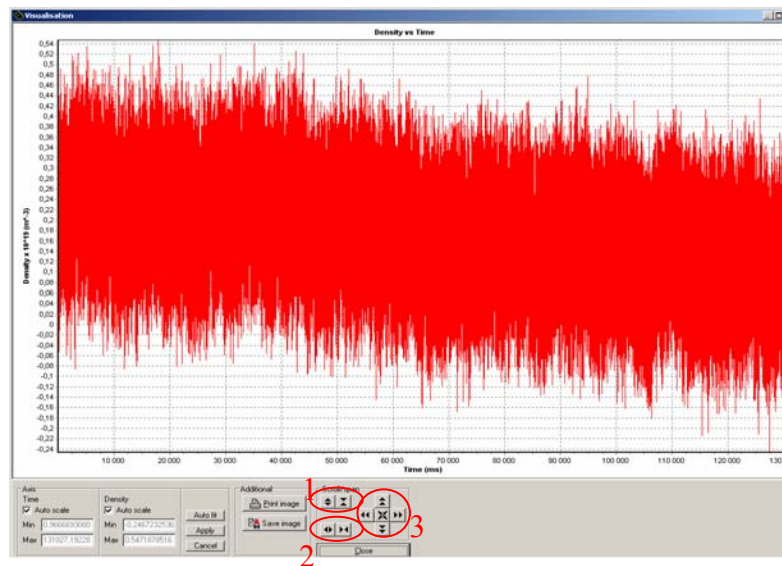 Visualisation
Density vs Time
0,54
0,52
0,5
0,48
0,46
0,44
0,42
0,4
0,38
0,36
0,34
0,32
0,3
0,28
0,26
0,24
0,22
0,2
0,18
0,16
0,14
0,12
0,1
0,08
0,06
0,04
0,02
0
-0,02
-0,04
-0,06
-0,08
-0,1
-0,12
-0,14
-0,16
-0,18
-0,2
-0,22
-0,24
Density x 10^19 (m^-3)
10 000 20 000 30 000 40 000 50 000 60 000 70 000 80 000 90 000 100 000 110 000 120 000
Time (ms)
Axis
Time Density
Auto scale Auto scale
Min Min
Max 131027,19228 Max 0,5471878516
Auto fit
Apply
Cancel
Additional
Print image
Save image
1
2
3
Close